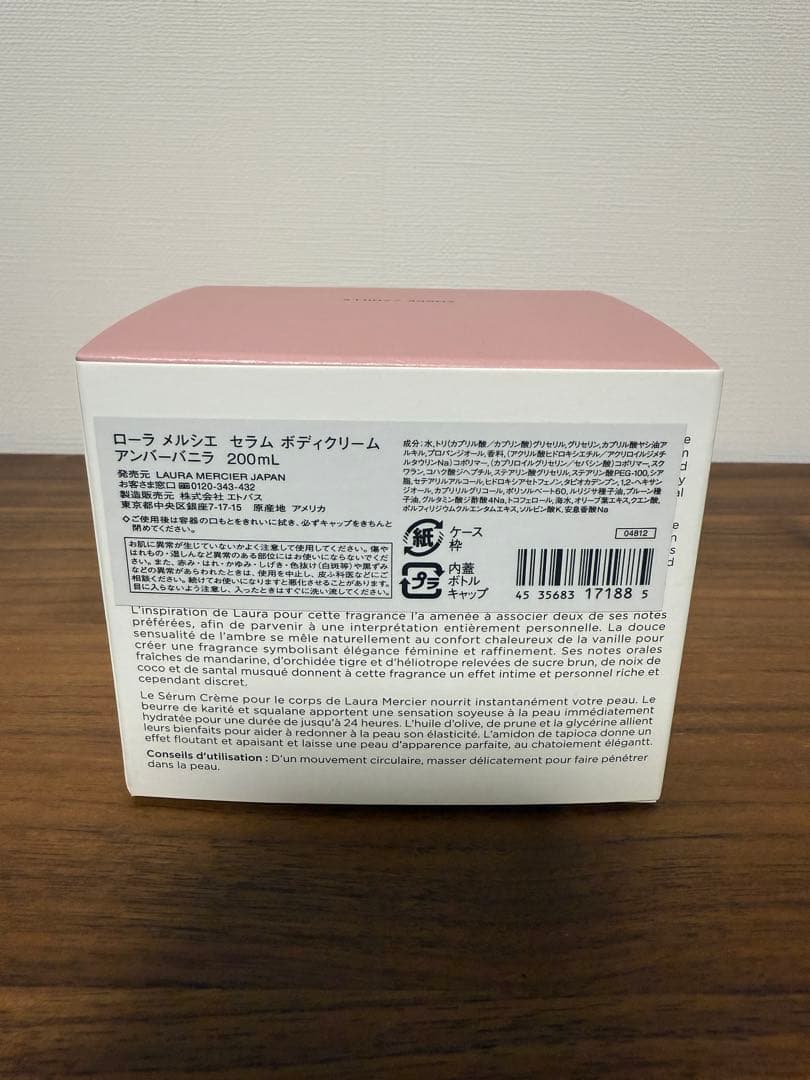 ローラ メルシエ セラム ボディクリーム
アンバーバニラ 200mL
発売元 LAURA MERCIER JAPAN
お客さま窓口 0120-343-432
製造販売元 株式会社 エトバス
東京都中央区銀座7-17-15 原産地 アメリカ
◇ご使用後は容器の口もとをきれいに拭き、必ずキャップをきちんと
閉めてください。
お肌に異常が生じていないかよく注意して使用してください。傷や
はれもの・湿しんなど異常のある部位にはお使いにならないでくだ
さい。また、赤み・はれ・かゆみ・しげき・色抜け(白斑等)や黒ずみ
などの異常があらわれたときは、使用を中止し、皮ふ科医などにご
相談ください。続けてお使いになりますと悪化させることがあります。
目に入らないよう注意し、入ったときはすぐに洗い流してください。
成分:水、トリ(カプリル酸/カプリン酸)グリセリル、グリセリン、カプリル酸ヤシ油ア
ルキル、プロパンジオール、香料、(アクリル酸ヒドロキシエチル/アクリロイルジメチ
ルタウリンNa)コポリマー、(カプリロイルグリセリン/セバシン酸)コポリマー、スク
ワラン、コハク酸ジヘプチル、ステアリン酸グリセリル、ステアリン酸PEG-100、シア
脂、セテアリルアルコール、ヒドロキシアセトフェノン、タピオカデンプン、1,2-ヘキサン
ジオール、カプリリルグリコール、ポリソルベート60、ルリジサ種子油、プルーン種
子油、グルタミン酸ジ酢酸4Na、トコフェロール、海水、オリーブ葉エキス、クエン酸、
ポルフィリジウムクルエンタムエキス、ソルビン酸K、安息香酸Na
紙
ケース
枠
プラ
内蓋
ボトル
キャップ
04812
4 535683 171885
L'inspiration de Laura pour cette fragrance l'a amenée à associer deux de ses notes
préférées, afin de parvenir à une interprétation entièrement personnelle. La douce
sensualité de l'ambre se mêle naturellement au confort chaleureux de la vanille pour
créer une fragrance symbolisant élégance féminine et raffinement. Ses notes orales
fraîches de mandarine, d'orchidée tigre et d'héliotrope relevées de sucre brun, de noix de
coco et de santal musqué donnent à cette fragrance un effet intime et personnel riche et
cependant discret.
Le Sérum Crème pour le corps de Laura Mercier nourrit instantanément votre peau. Le
beurre de karité et squalane apportent une sensation soyeuse à la peau immédiatement
hydratée pour une durée de jusqu'à 24 heures. L'huile d'olive, de prune et la glycérine allient
leurs bienfaits pour aider à redonner à la peau son élasticité. L'amidon de tapioca donne un
effet floutant et apaisant et laisse une peau d'apparence parfaite, au chatoiement élégantt.
Conseils d'utilisation : D'un mouvement circulaire, masser délicatement pour faire pénétrer
dans la peau.